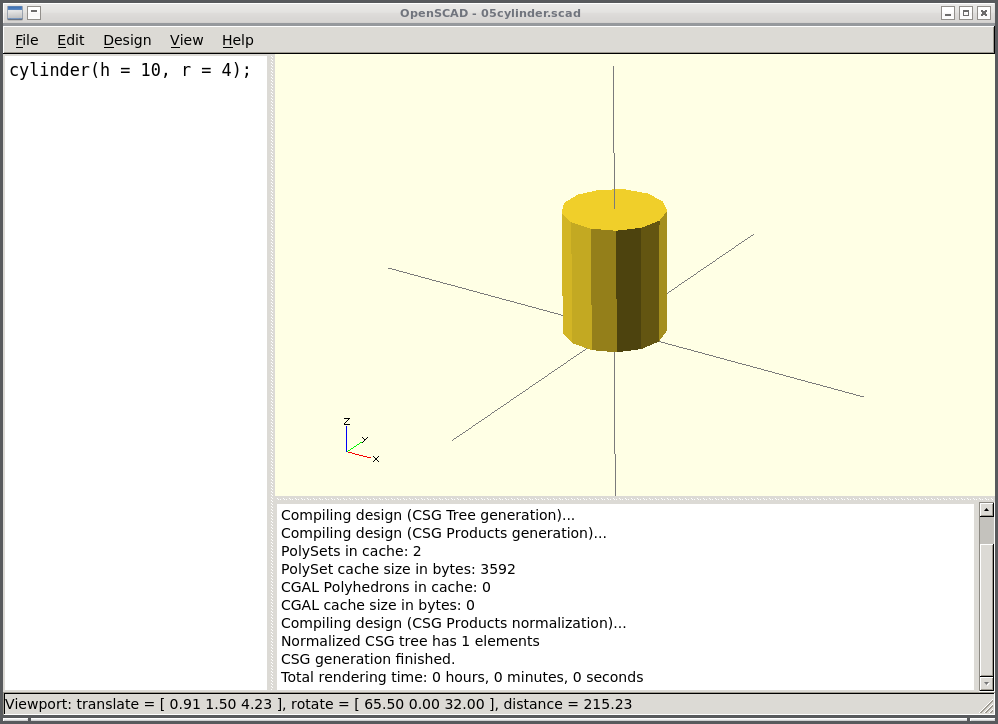 OpenSCAD - 05cylinder.scad
File Edit Design View Help
cylinder(h = 10, r = 4);
Z
Y
X
Compiling design (CSG Tree generation)...
Compiling design (CSG Products generation)...
PolySets in cache: 2
PolySet cache size in bytes: 3592
CGAL Polyhedrons in cache: 0
CGAL cache size in bytes: 0
Compiling design (CSG Products normalization)...
Normalized CSG tree has 1 elements
CSG generation finished.
Total rendering time: 0 hours, 0 minutes, 0 seconds
Viewport: translate = [ 0.91 1.50 4.23 ], rotate = [ 65.50 0.00 32.00 ], distance = 215.23